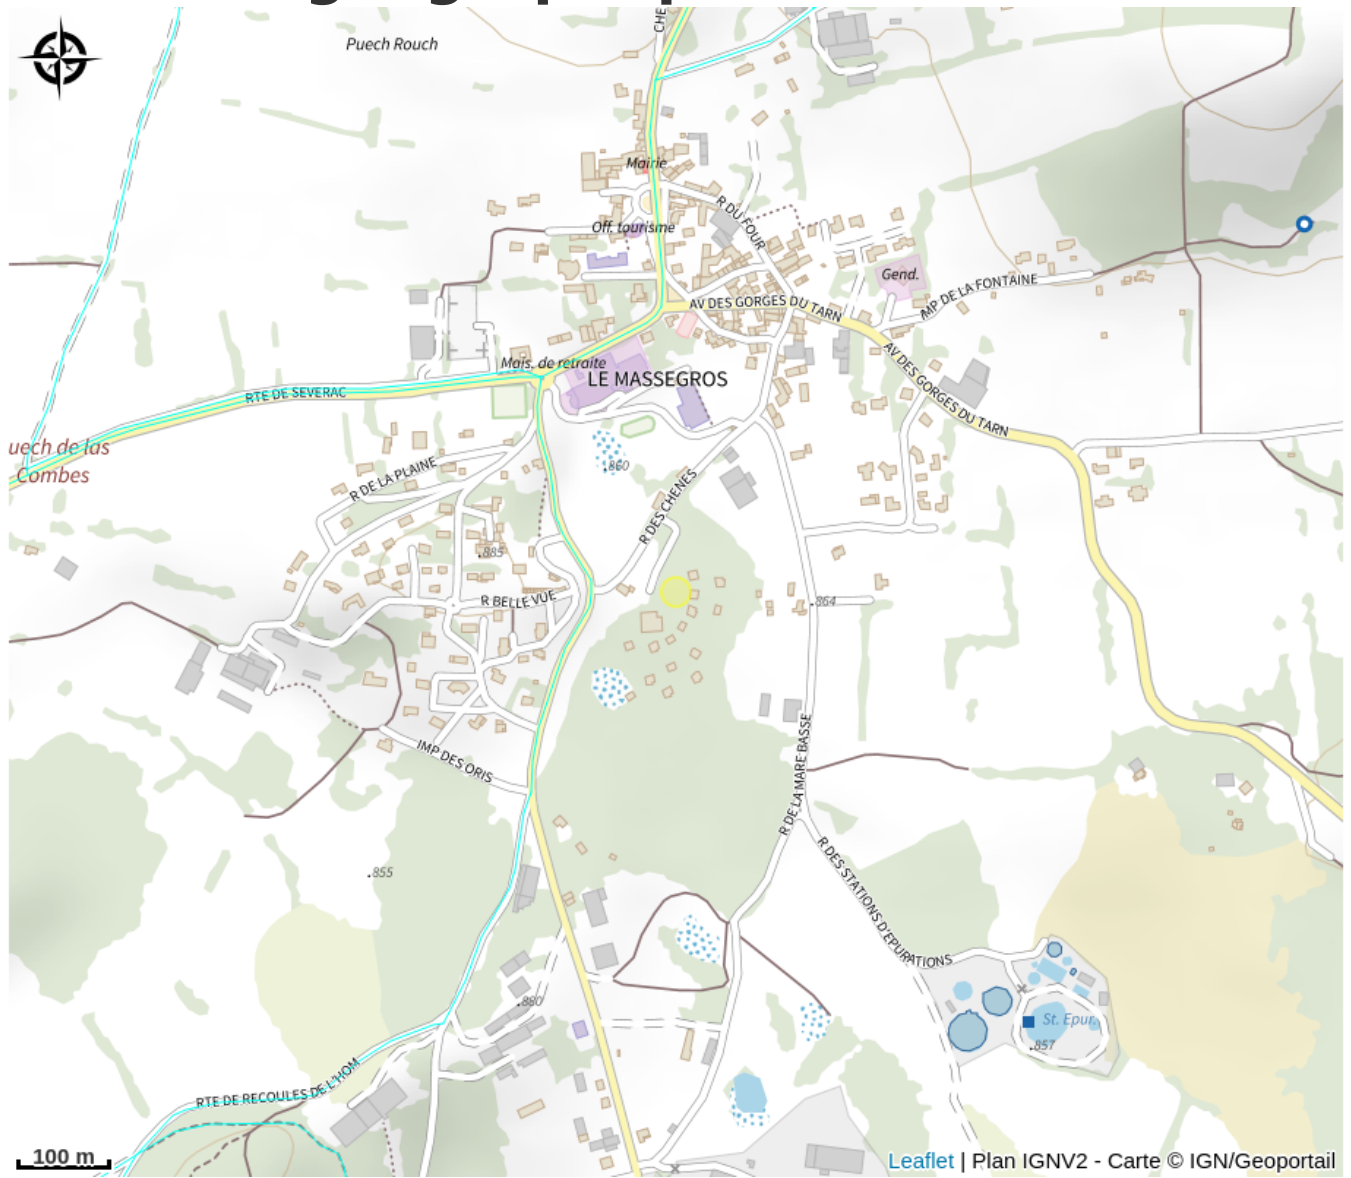 Puech Rouch
CHE
Mairie
R DU FOUR
Off. tourisme
Gend.
IMP DE LA FONTAINE
AV DES GORGES DU TARN
AV DES GORGES DU TARN
Mais. de retraite
LE MASSEGROS
RTE DE SEVERAC
uech de las
Combes
R DE LA PLAINE
.860
R DES CHENES
.885
R BELLE VUE
.864
IMP DES ORIS
R DE LA MARE BASSE
.855
R DES STATIONS D'EPURATIONS
.880
St. Epur.
.857
RTE DE RECOULES DE L'HOM
100 m
Leaflet | Plan IGNV2 - Carte © IGN/Geoportail